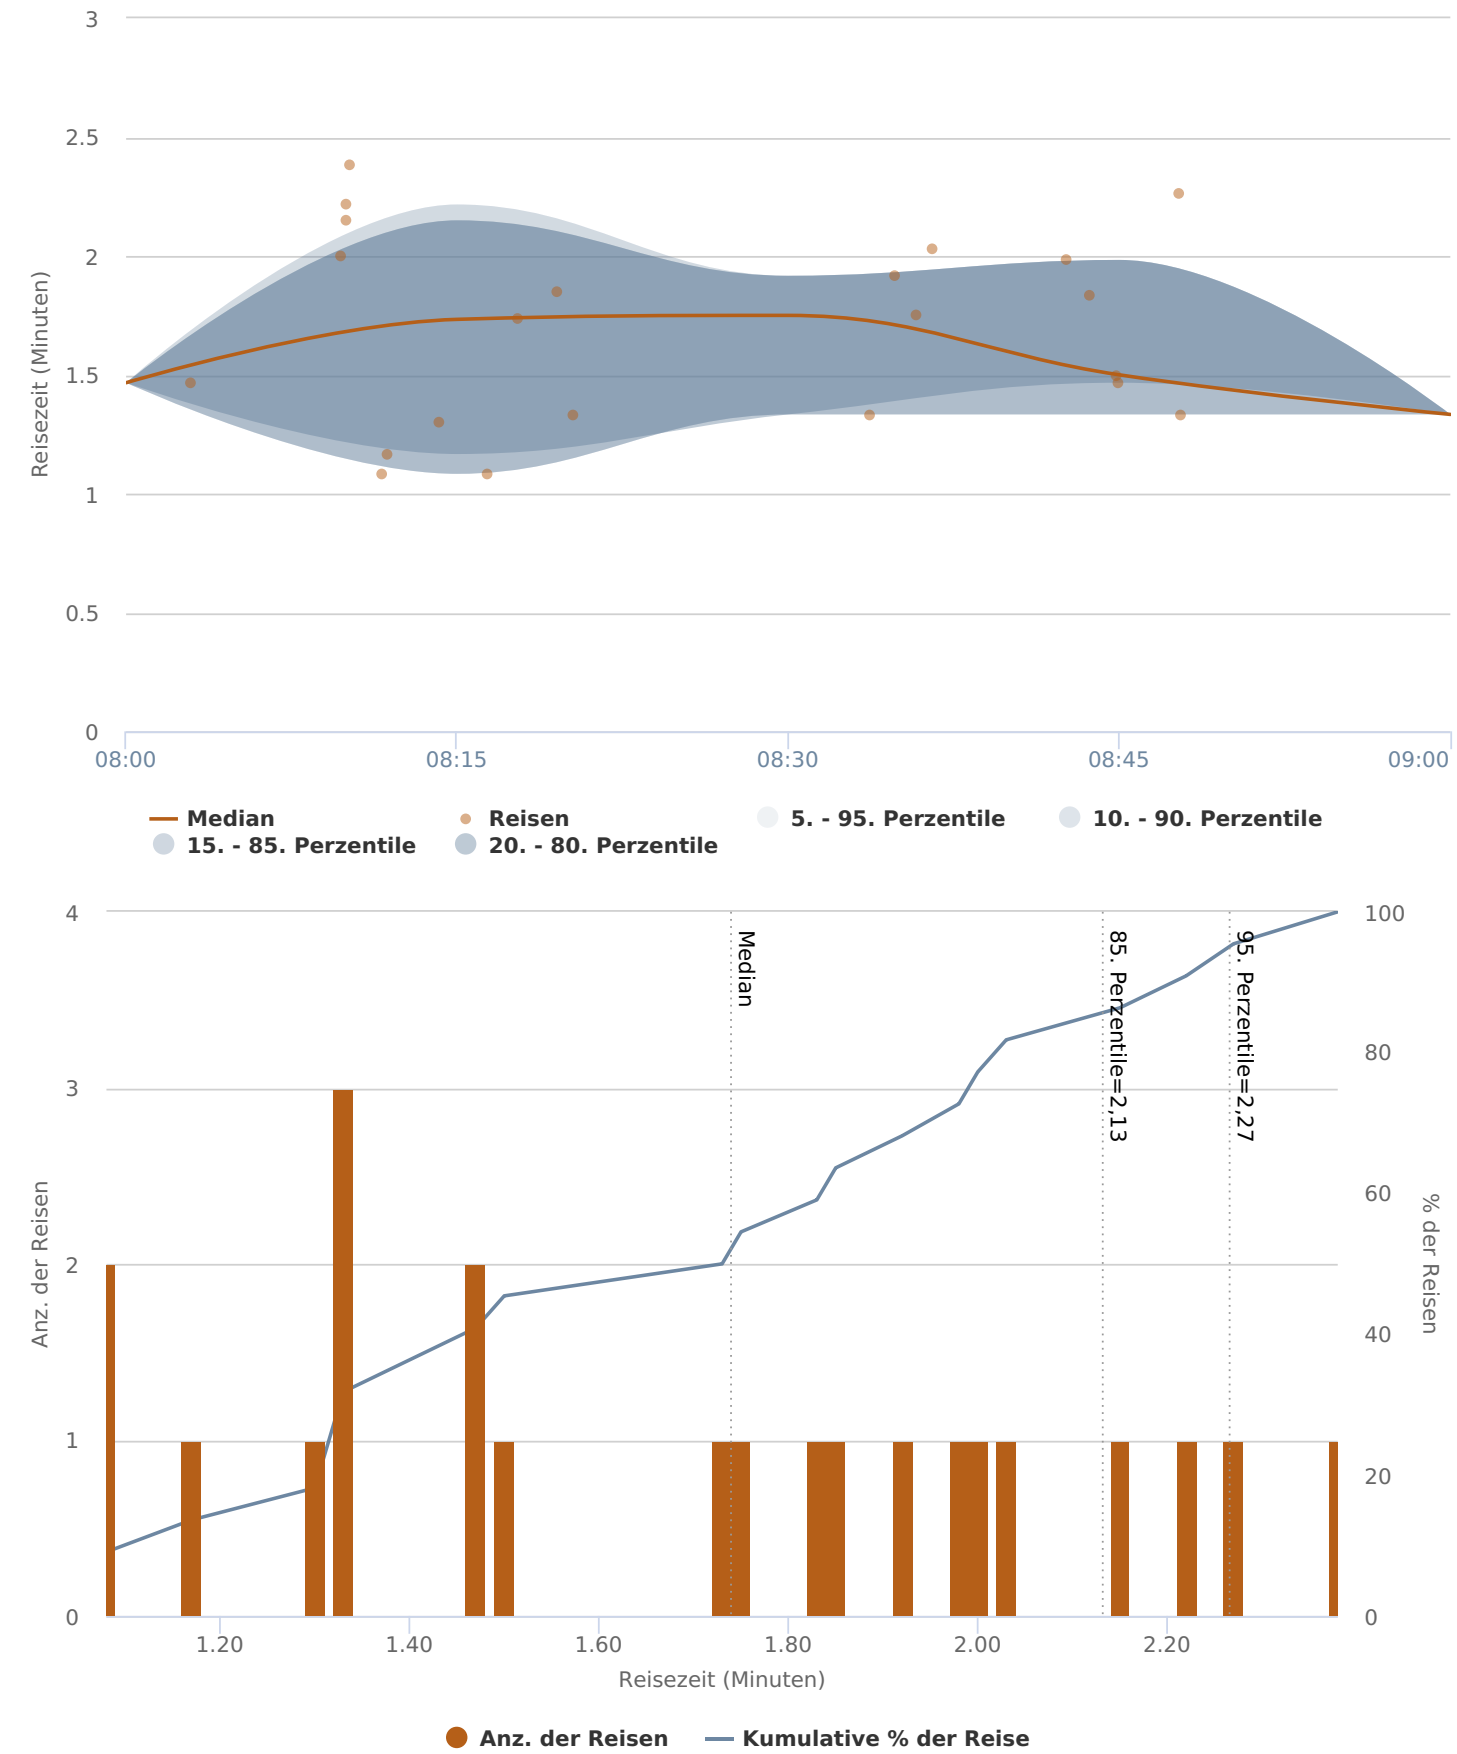 3
2.5
2
1.5
1
0.5
0
Reisezeit (Minuten)
08:00 08:15 08:30 08:45 09:00
Median Reisen 5. - 95. Perzentile 10. - 90. Perzentile
15. - 85. Perzentile 20. - 80. Perzentile
4
3
2
1
0
Anz. der Reisen
100
80
60
40
20
0
% der Reisen
Median
85. Perzentile=2,13
95. Perzentile=2,27
1.20 1.40 1.60 1.80 2.00 2.20
Reisezeit (Minuten)
Anz. der Reisen Kumulative % der Reise